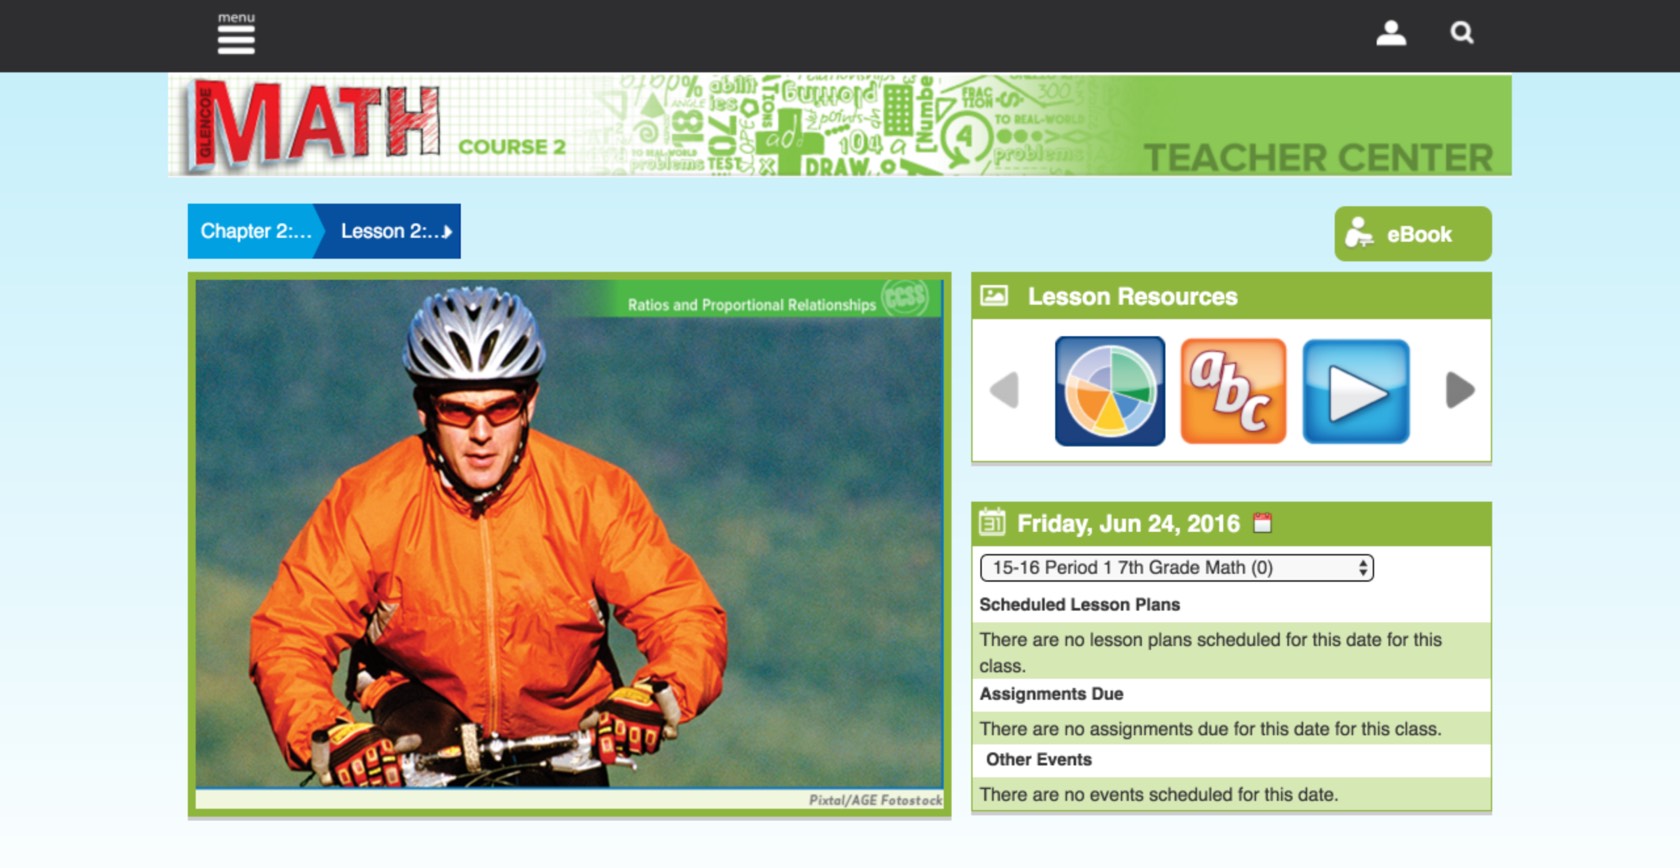 menu
GLENCOE
MATH
COURSE 2
TEACHER CENTER
Chapter 2:...
Lesson 2:...
eBook
Ratios and Proportional Relationships
CCSS
Lesson Resources
abc
31
Friday, Jun 24, 2016
15-16 Period 1 7th Grade Math (0)
Scheduled Lesson Plans
There are no lesson plans scheduled for this date for this
class.
Assignments Due
There are no assignments due for this date for this class.
Other Events
There are no events scheduled for this date.
Pixtal/AGE Fotostock